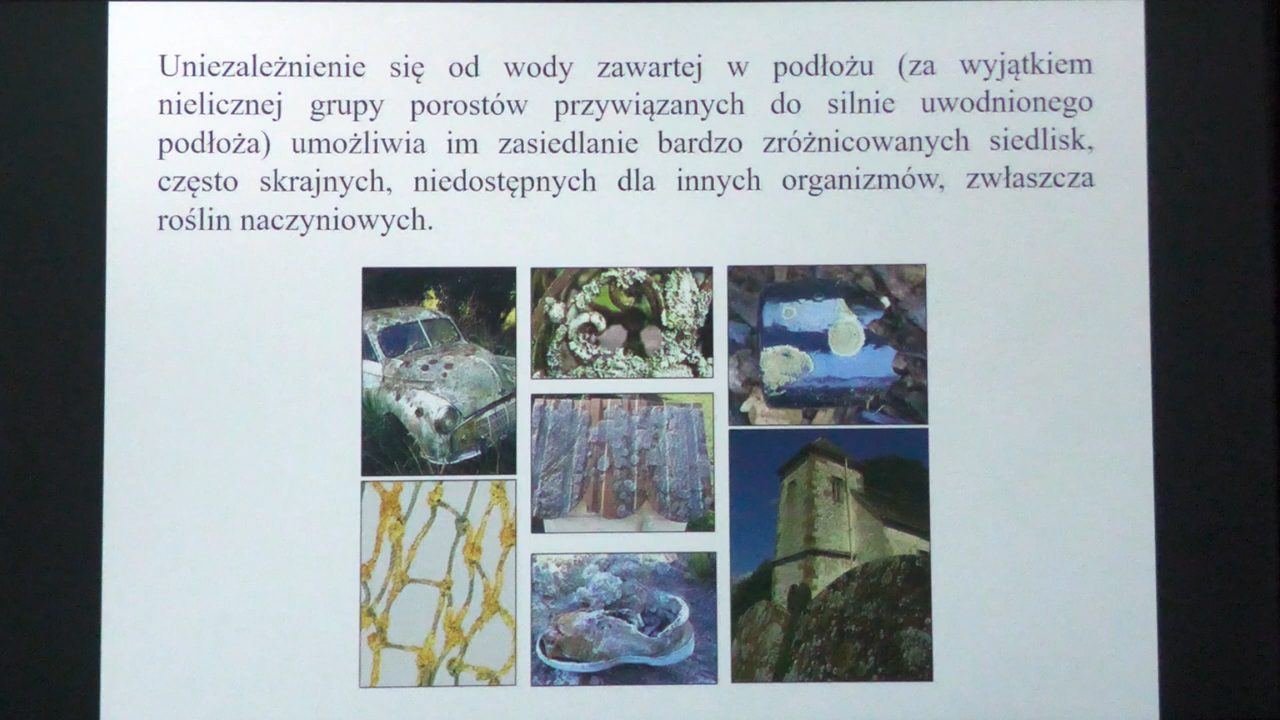 Uniezależnienie się od wody zawartej w podłożu (za wyjątkiem
nielicznej grupy porostów przywiązanych do silnie uwodnionego
podłoża) umożliwia im zasiedlanie bardzo zróżnicowanych siedlisk,
często skrajnych, niedostępnych dla innych organizmów, zwłaszcza
roślin naczyniowych.